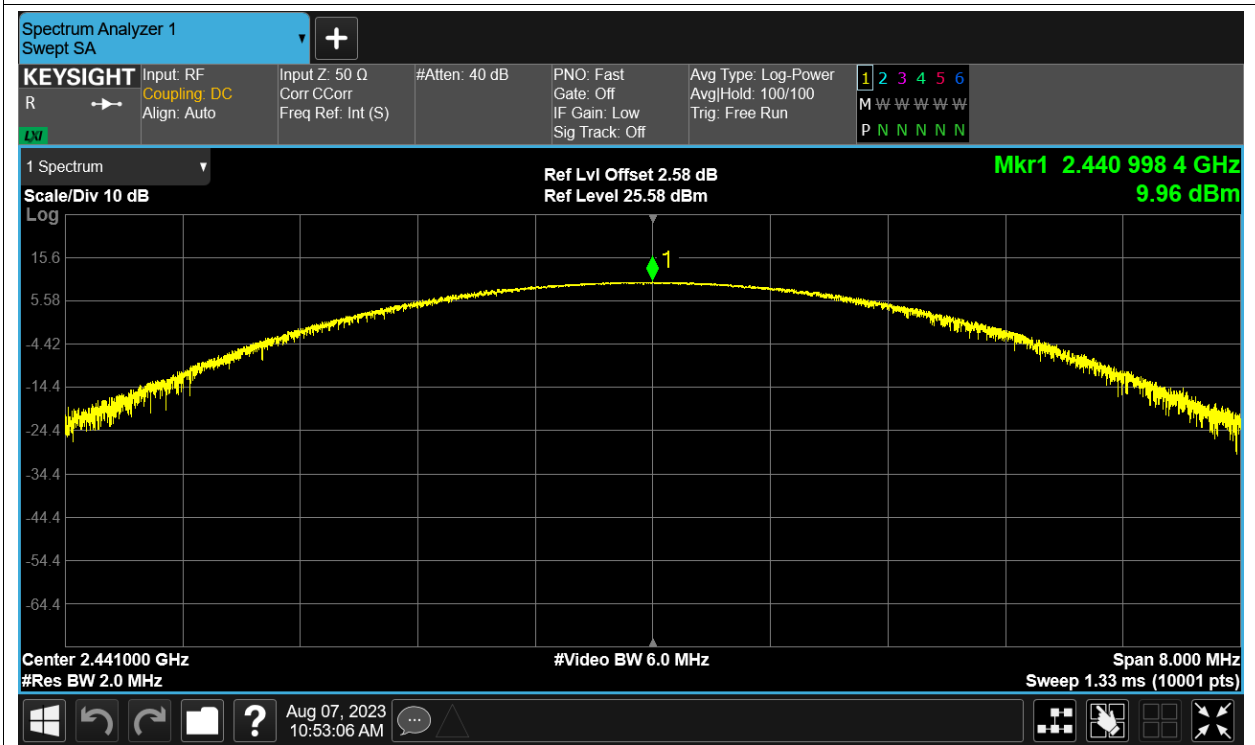 Spectrum Analyzer 1
Swept SA
KEYSIGHT
R
LXI
Input: RF
Coupling: DC
Align: Auto
Input Z: 50 Ω
Corr CCorr
Freq Ref: Int (S)
#Atten: 40 dB
PNO: Fast
Gate: Off
IF Gain: Low
Sig Track: Off
Avg Type: Log-Power
Avg|Hold: 100/100
Trig: Free Run
1 2 3 4 5 6
M W W W W W W
P N N N N N N
1 Spectrum
Scale/Div 10 dB
Log
Ref Lvl Offset 2.58 dB
Ref Level 25.58 dBm
Mkr1 2.440 998 4 GHz
9.96 dBm
1
15.6
5.58
-4.42
-14.4
-24.4
-34.4
-44.4
-54.4
-64.4
Center 2.441000 GHz
#Res BW 2.0 MHz
#Video BW 6.0 MHz
Span 8.000 MHz
Sweep 1.33 ms (10001 pts)
?
Aug 07, 2023
10:53:06 AM